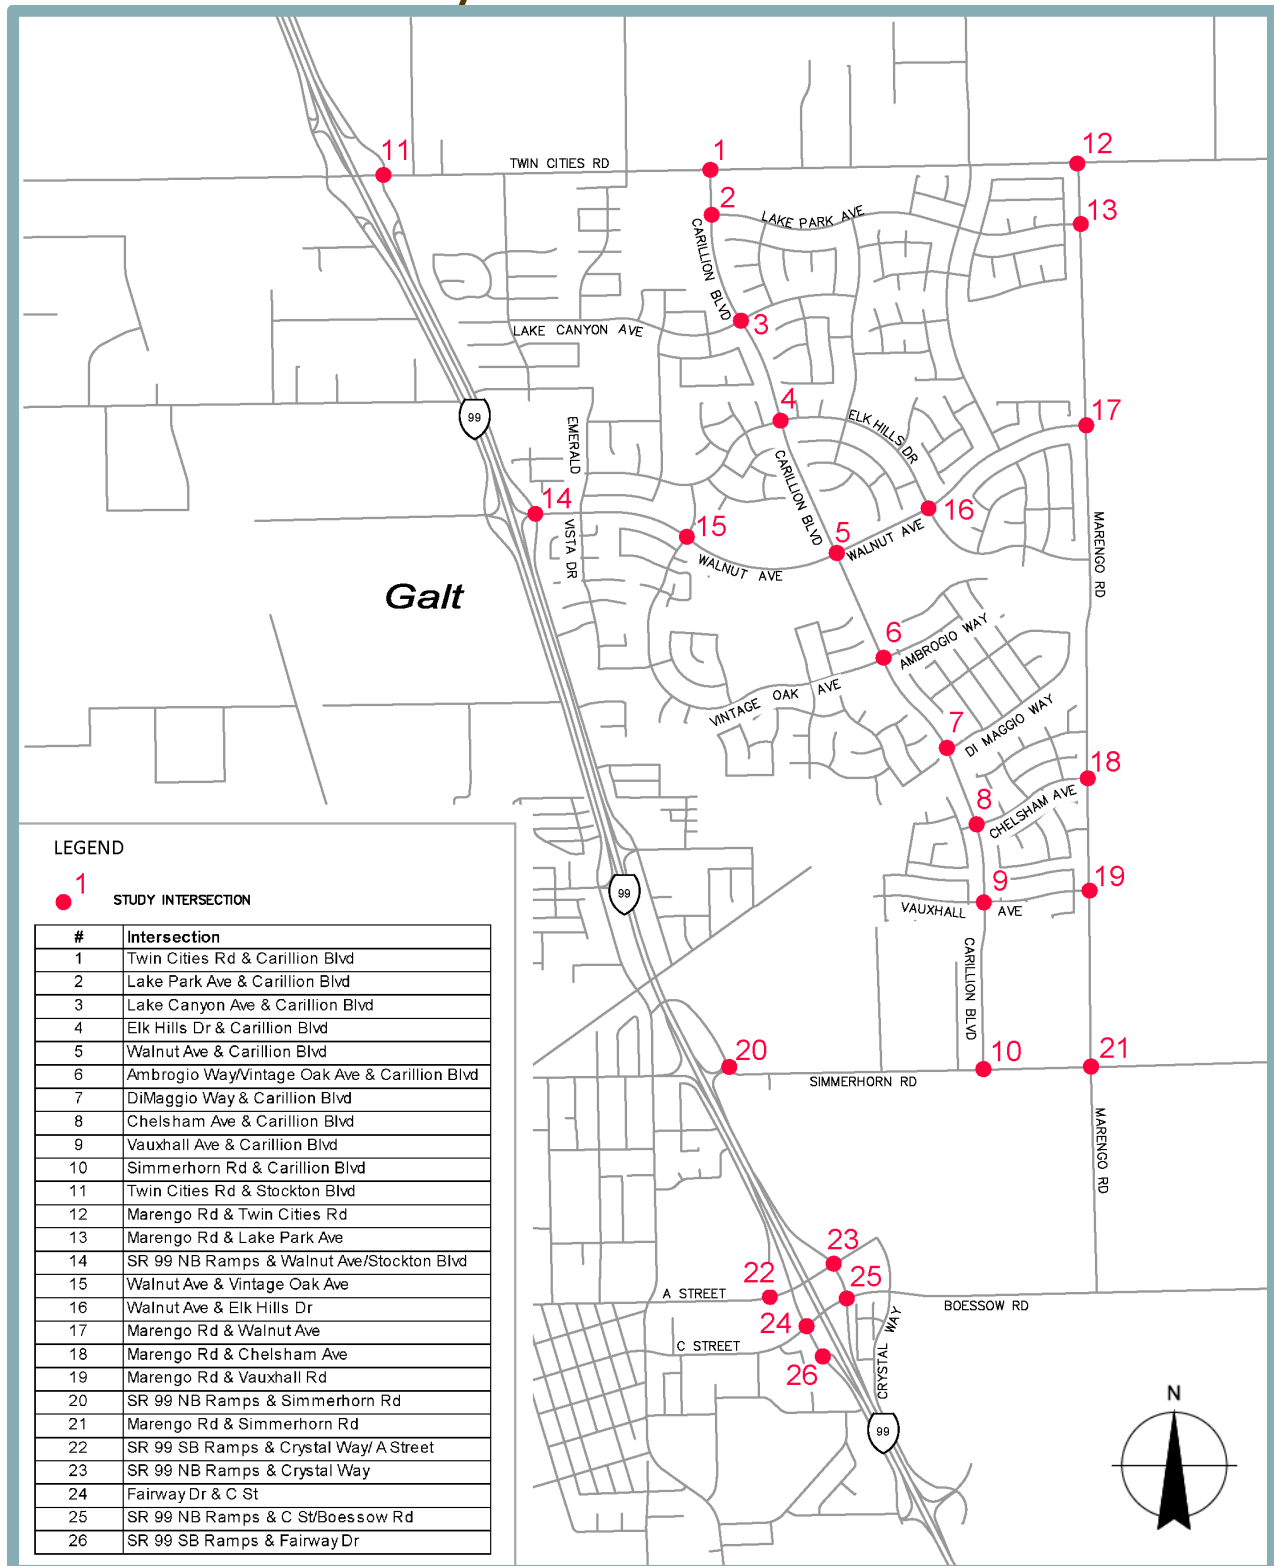 11
TWIN CITIES RD
1
12
2
LAKE PARK AVE
13
CARILLION BLVD
3
LAKE CANYON AVE
4
ELK HILLS DR
17
99
EMERALD
VISTA DR
CARILLION BLVD
14
15
16
5
WALNUT AVE
WALNUT AVE
MARENGO RD
Galt
6
AMBROGIO WAY
VINTAGE OAK AVE
7
DI MAGGIO WAY
18
8
CHELSHAM AVE
99
9
19
VAUXHALL AVE
CARILLION BLVD
20
10
21
SIMMERHORN RD
MARENGO RD
23
22
25
A STREET
BOESSOW RD
24
C STREET
26
CRYSTAL WAY
99
N
LEGEND
1
STUDY INTERSECTION
# Intersection
1 Twin Cities Rd & Carillion Blvd
2 Lake Park Ave & Carillion Blvd
3 Lake Canyon Ave & Carillion Blvd
4 Elk Hills Dr & Carillion Blvd
5 Walnut Ave & Carillion Blvd
6 Ambrogio Way/Vintage Oak Ave & Carillion Blvd
7 DiMaggio Way & Carillion Blvd
8 Chelsham Ave & Carillion Blvd
9 Vauxhall Ave & Carillion Blvd
10 Simmerhorn Rd & Carillion Blvd
11 Twin Cities Rd & Stockton Blvd
12 Marengo Rd & Twin Cities Rd
13 Marengo Rd & Lake Park Ave
14 SR 99 NB Ramps & Walnut Ave/Stockton Blvd
15 Walnut Ave & Vintage Oak Ave
16 Walnut Ave & Elk Hills Dr
17 Marengo Rd & Walnut Ave
18 Marengo Rd & Chelsham Ave
19 Marengo Rd & Vauxhall Rd
20 SR 99 NB Ramps & Simmerhorn Rd
21 Marengo Rd & Simmerhorn Rd
22 SR 99 SB Ramps & Crystal Way/ A Street
23 SR 99 NB Ramps & Crystal Way
24 Fairway Dr & C St
25 SR 99 NB Ramps & C St/Boessow Rd
26 SR 99 SB Ramps & Fairway Dr